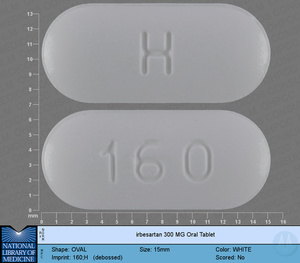 H
160
13
12
11
10
9
8
7
6
5
4
3
2
1
0
mm
0 1 2 3 4 5 6 7 8 9 10 11 12 13 14 15 16
NATIONAL
LIBRARY OF
MEDICINE
irbesartan 300 MG Oral Tablet
Shape: OVAL Size: 15mm Color: WHITE
Imprint: 160;H (debossed) Scored: No